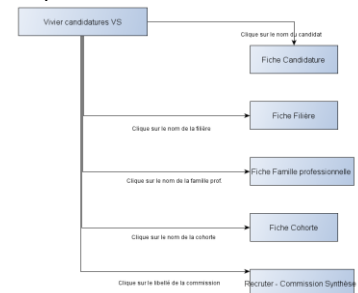 Vivier candidatures VS
Clique sur le nom du candidat
Fiche Candidature
Fiche Filière
Clique sur le nom de la filière
Fiche Famille professionnelle
Clique sur le nom de la famille prof.
Fiche Cohorte
Clique sur le nom de la cohorte
Clique sur le libellé de la commission
Recruter - Commission Synthèse